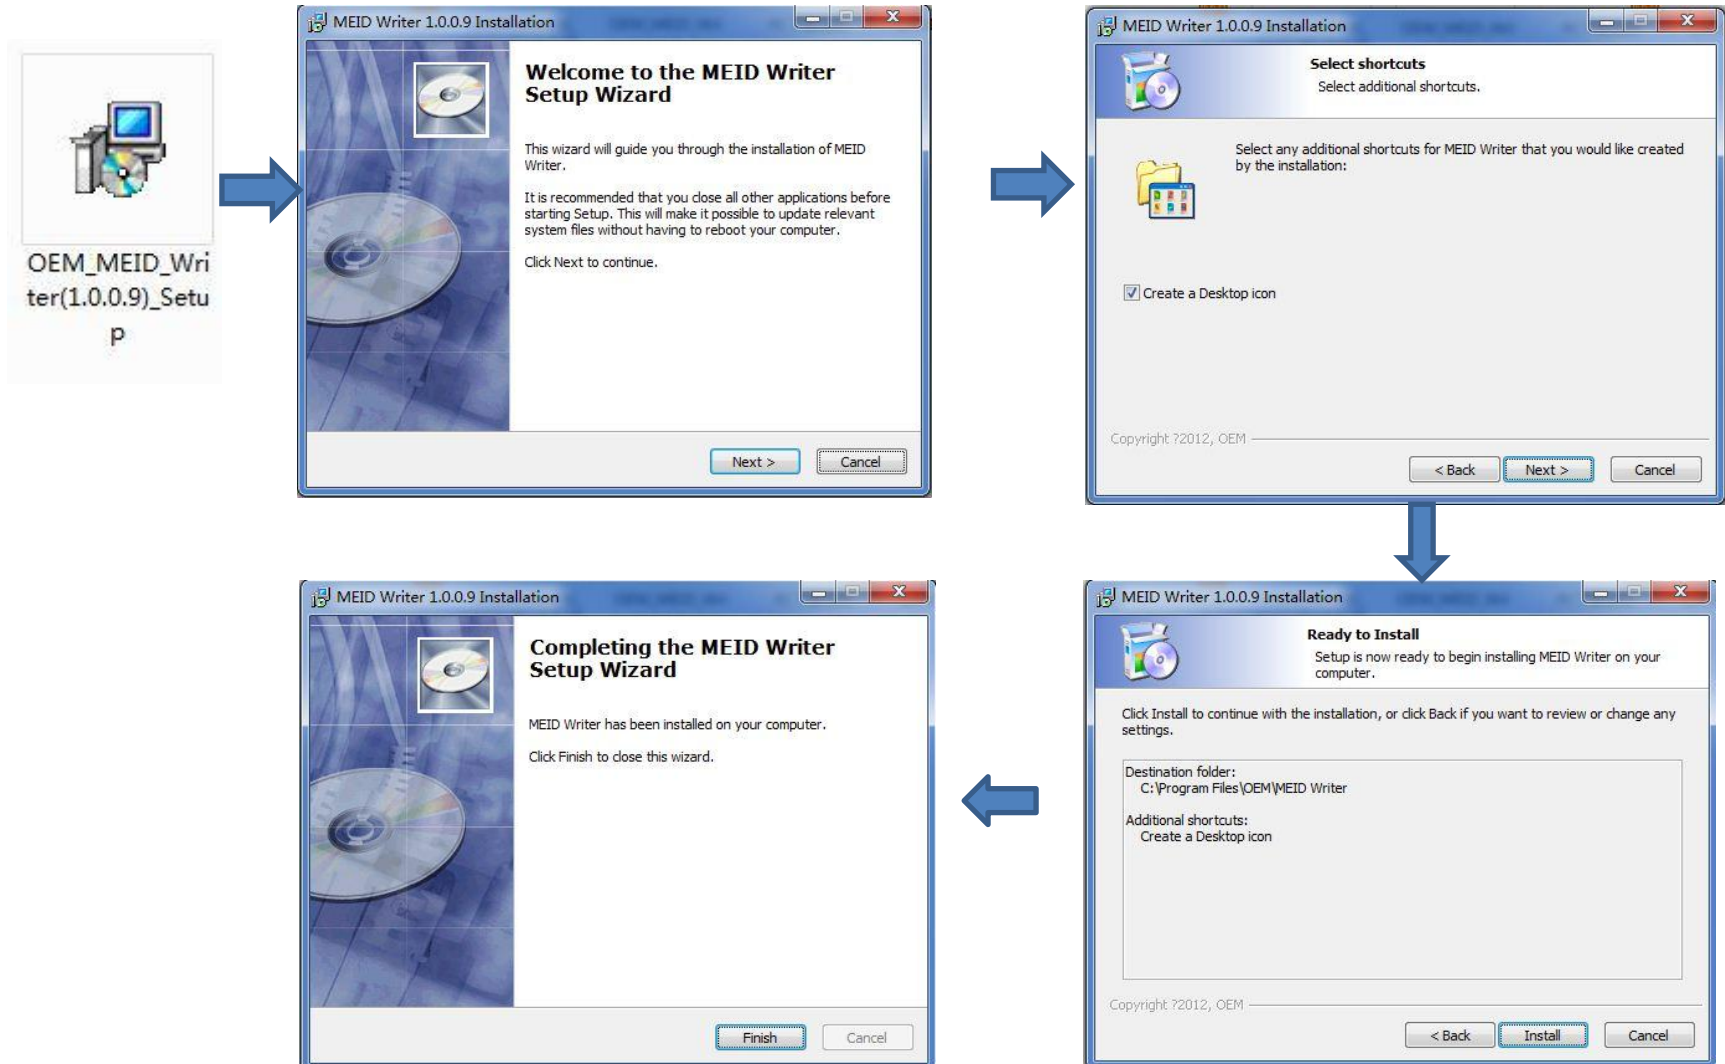 OEM_MEID_Wri
ter(1.0.0.9)_Setu
p
MEID Writer 1.0.0.9 Installation
Welcome to the MEID Writer
Setup Wizard
This wizard will guide you through the installation of MEID
Writer.
It is recommended that you close all other applications before
starting Setup. This will make it possible to update relevant
system files without having to reboot your computer.
Click Next to continue.
Next >
Cancel
MEID Writer 1.0.0.9 Installation
Select shortcuts
Select additional shortcuts.
Select any additional shortcuts for MEID Writer that you would like created
by the installation:
Create a Desktop icon
Copyright ?2012, OEM
< Back
Next >
Cancel
MEID Writer 1.0.0.9 Installation
Ready to Install
Setup is now ready to begin installing MEID Writer on your
computer.
Click Install to continue with the installation, or click Back if you want to review or change any
settings.
Destination folder:
C:\Program Files\OEM\MEID Writer
Additional shortcuts:
Create a Desktop icon
Copyright ?2012, OEM
< Back
Install
Cancel
MEID Writer 1.0.0.9 Installation
Completing the MEID Writer
Setup Wizard
MEID Writer has been installed on your computer.
Click Finish to close this wizard.
Finish
Cancel